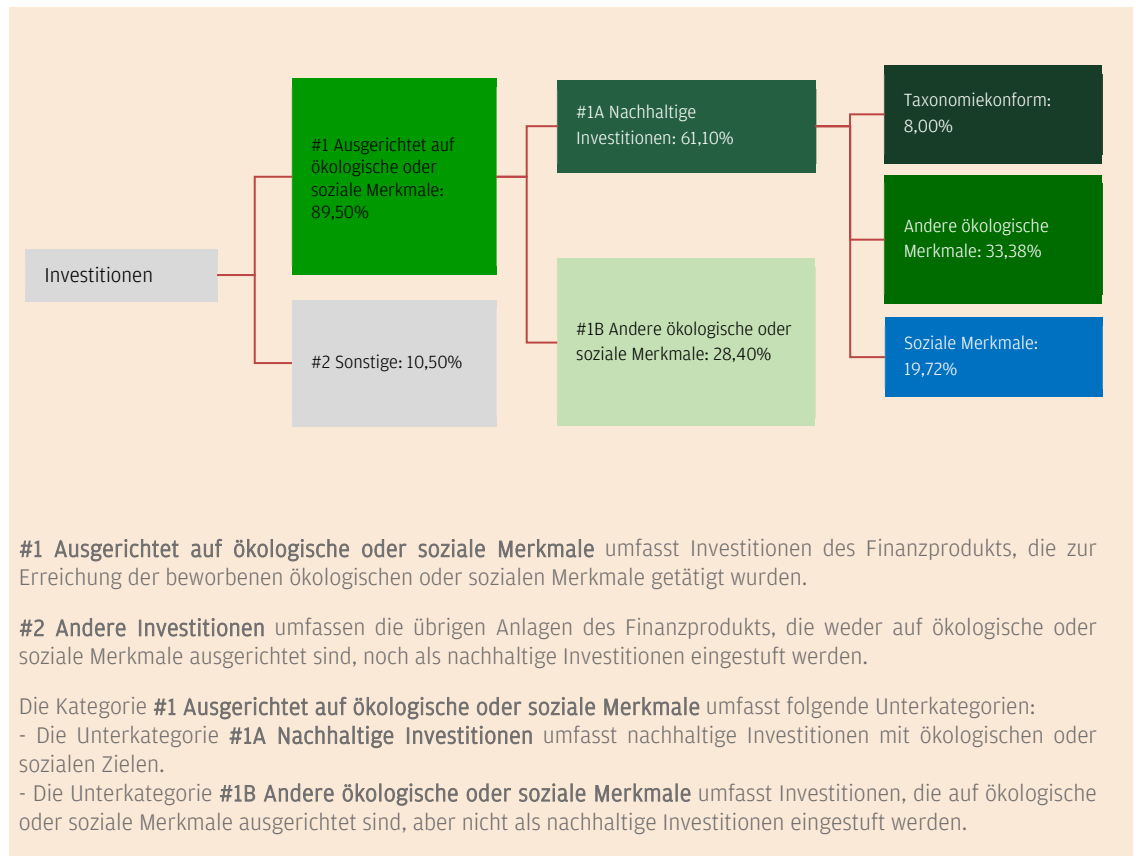 Investitionen
#1 Ausgerichtet auf
ökologische oder
soziale Merkmale:
89,50%
#2 Sonstige: 10,50%
#1A Nachhaltige
Investitionen: 61,10%
#1B Andere ökologische oder
soziale Merkmale: 28,40%
Taxonomiekonform:
8,00%
Andere ökologische
Merkmale: 33,38%
Soziale Merkmale:
19,72%
#1 Ausgerichtet auf ökologische oder soziale Merkmale umfasst Investitionen des Finanzprodukts, die zur
Erreichung der beworbenen ökologischen oder sozialen Merkmale getätigt wurden.
#2 Andere Investitionen umfassen die übrigen Anlagen des Finanzprodukts, die weder auf ökologische oder
soziale Merkmale ausgerichtet sind, noch als nachhaltige Investitionen eingestuft werden.
Die Kategorie #1 Ausgerichtet auf ökologische oder soziale Merkmale umfasst folgende Unterkategorien:
- Die Unterkategorie #1A Nachhaltige Investitionen umfasst nachhaltige Investitionen mit ökologischen oder
sozialen Zielen.
- Die Unterkategorie #1B Andere ökologische oder soziale Merkmale umfasst Investitionen, die auf ökologische
oder soziale Merkmale ausgerichtet sind, aber nicht als nachhaltige Investitionen eingestuft werden.